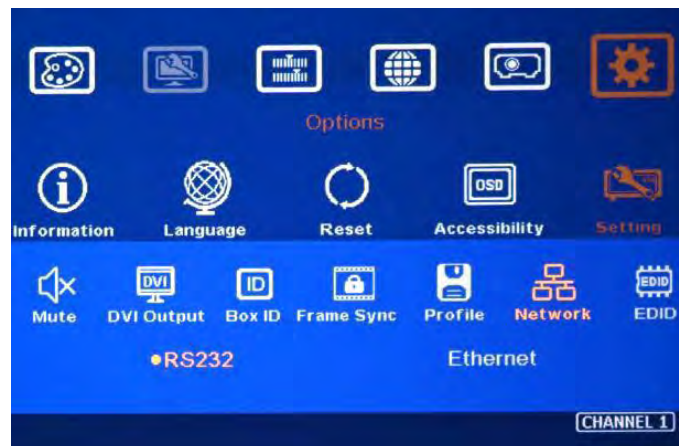 Options
Information Language Reset OSD Accessibility Setting
DVI ID EDID
Mute DVI Output Box ID Frame Sync Profile Network EDID
●RS232 Ethernet
CHANNEL 1